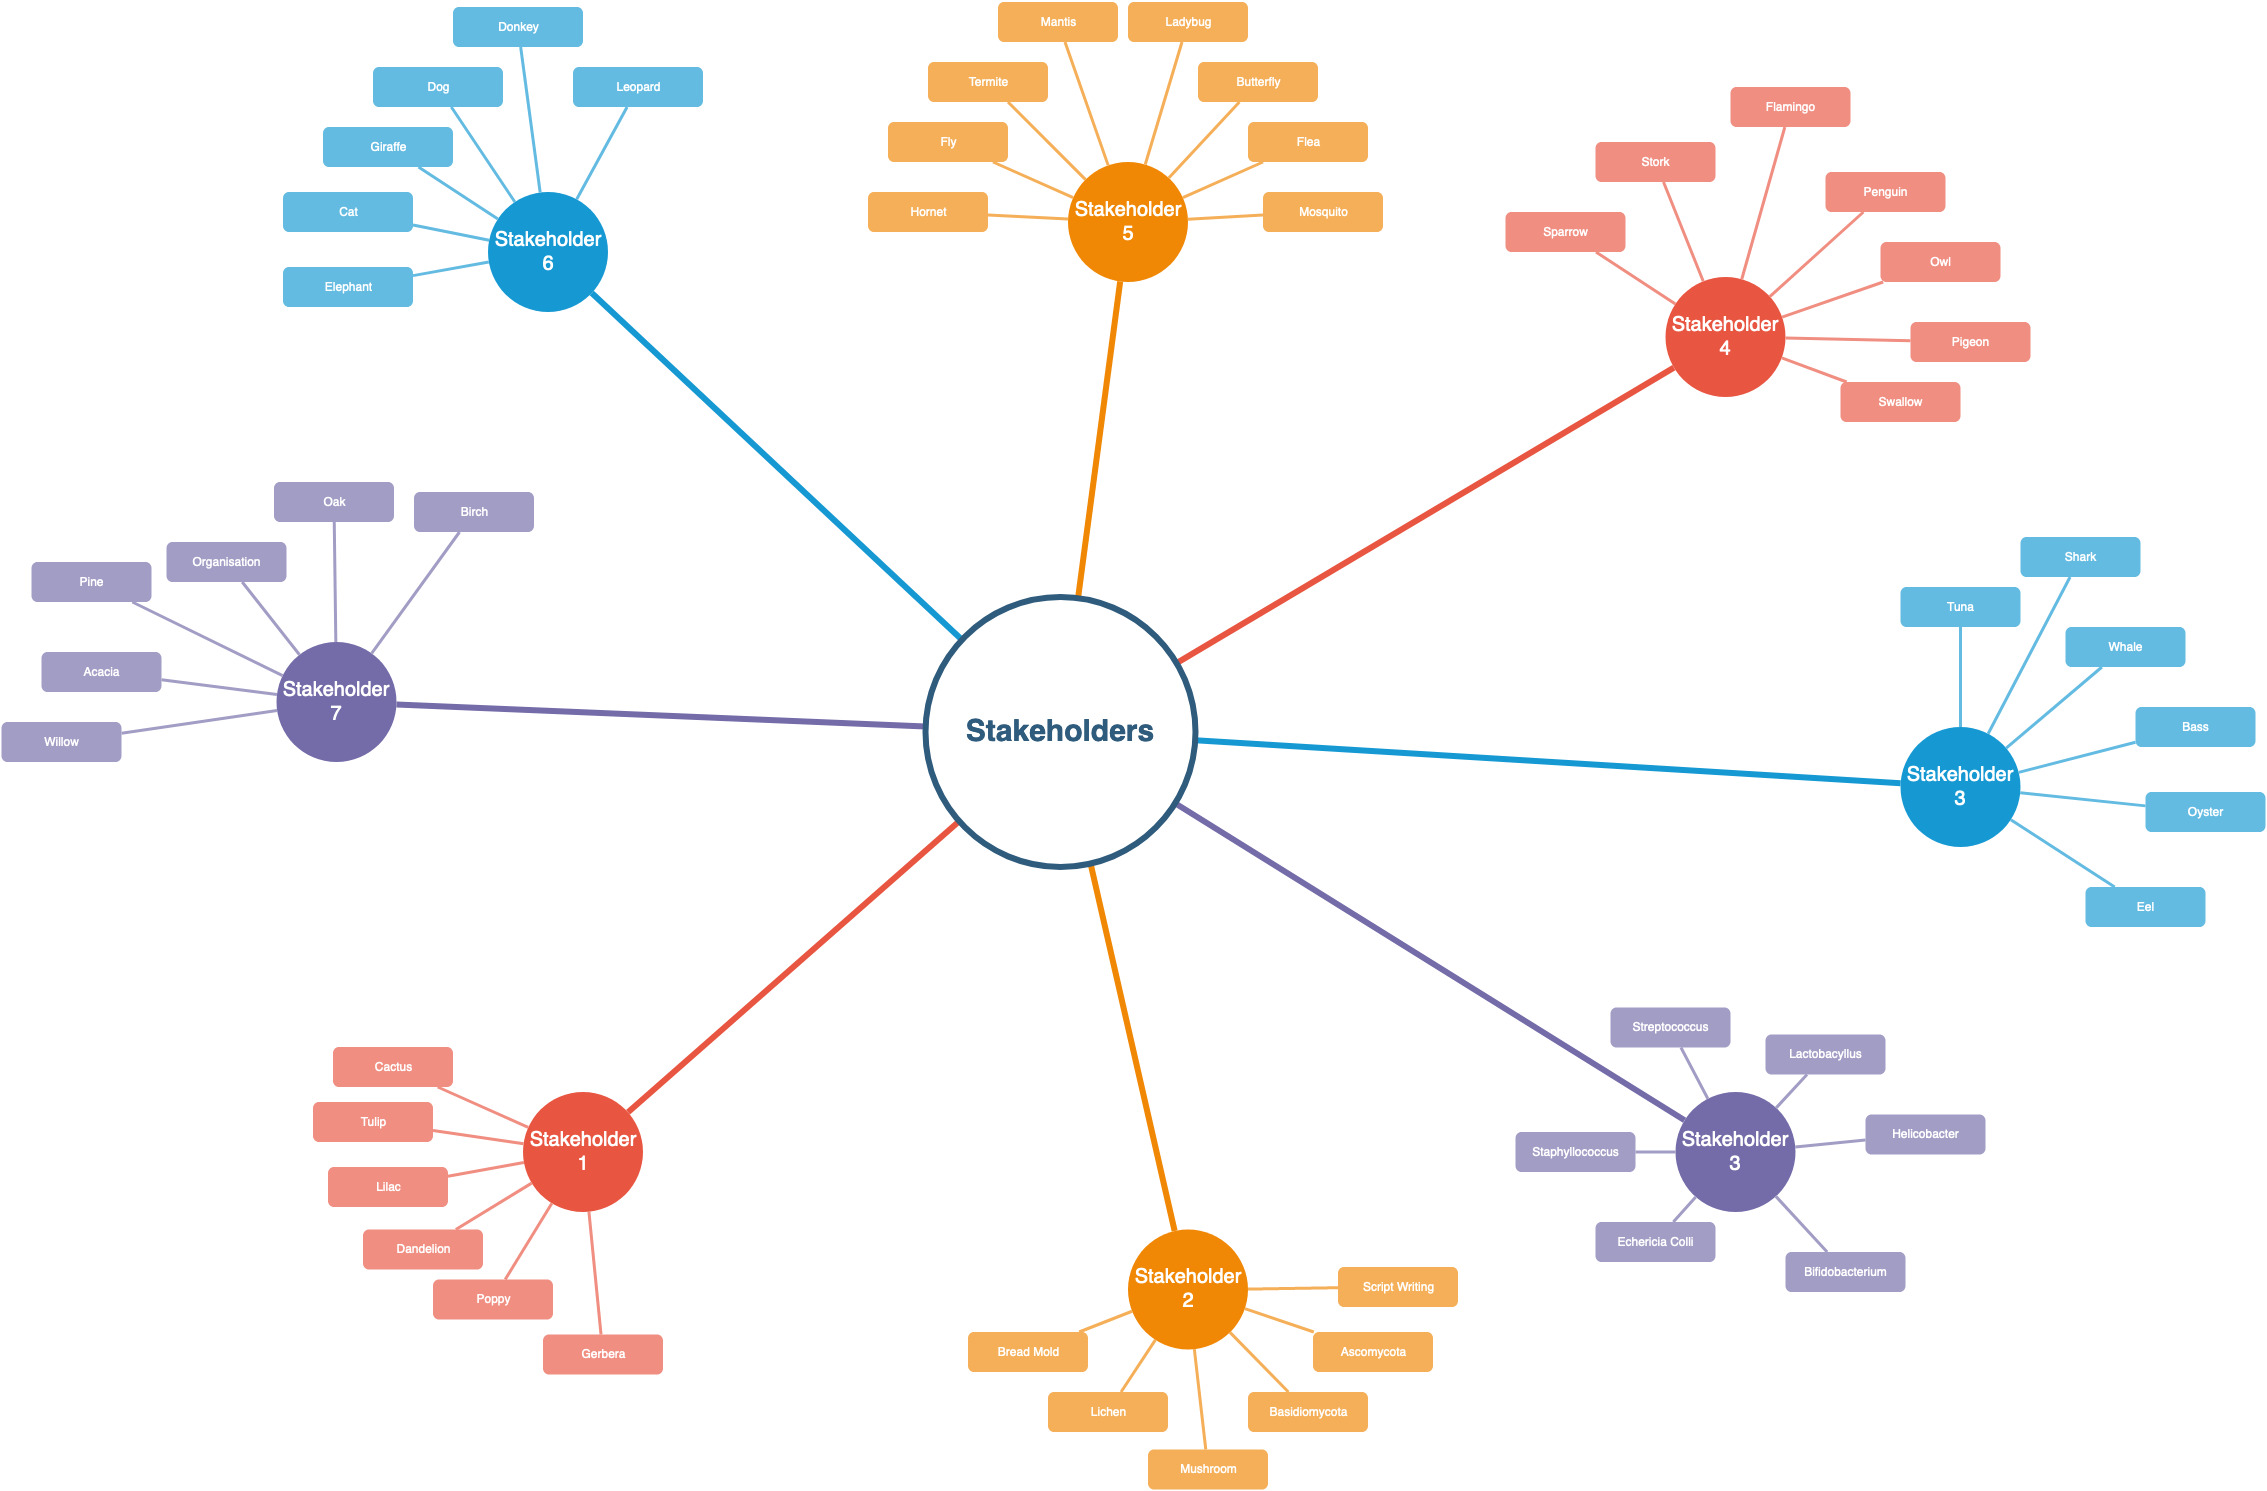 Donkey
Dog
Leopard
Giraffe
Cat
Elephant
Stakeholder
6
Mantis
Ladybug
Termite
Butterfly
Fly
Flea
Hornet
Mosquito
Stakeholder
5
Flamingo
Stork
Penguin
Sparrow
Owl
Pigeon
Swallow
Stakeholder
4
Oak
Birch
Organisation
Pine
Acacia
Willow
Stakeholder
7
Stakeholders
Shark
Tuna
Whale
Bass
Oyster
Eel
Stakeholder
3
Cactus
Tulip
Lilac
Dandelion
Poppy
Gerbera
Stakeholder
1
Stakeholder
2
Script Writing
Bread Mold
Ascomycota
Lichen
Basidiomycota
Mushroom
Streptococcus
Lactobacyllus
Helicobacter
Staphyllococcus
Echericia Colli
Bifidobacterium
Stakeholder
3